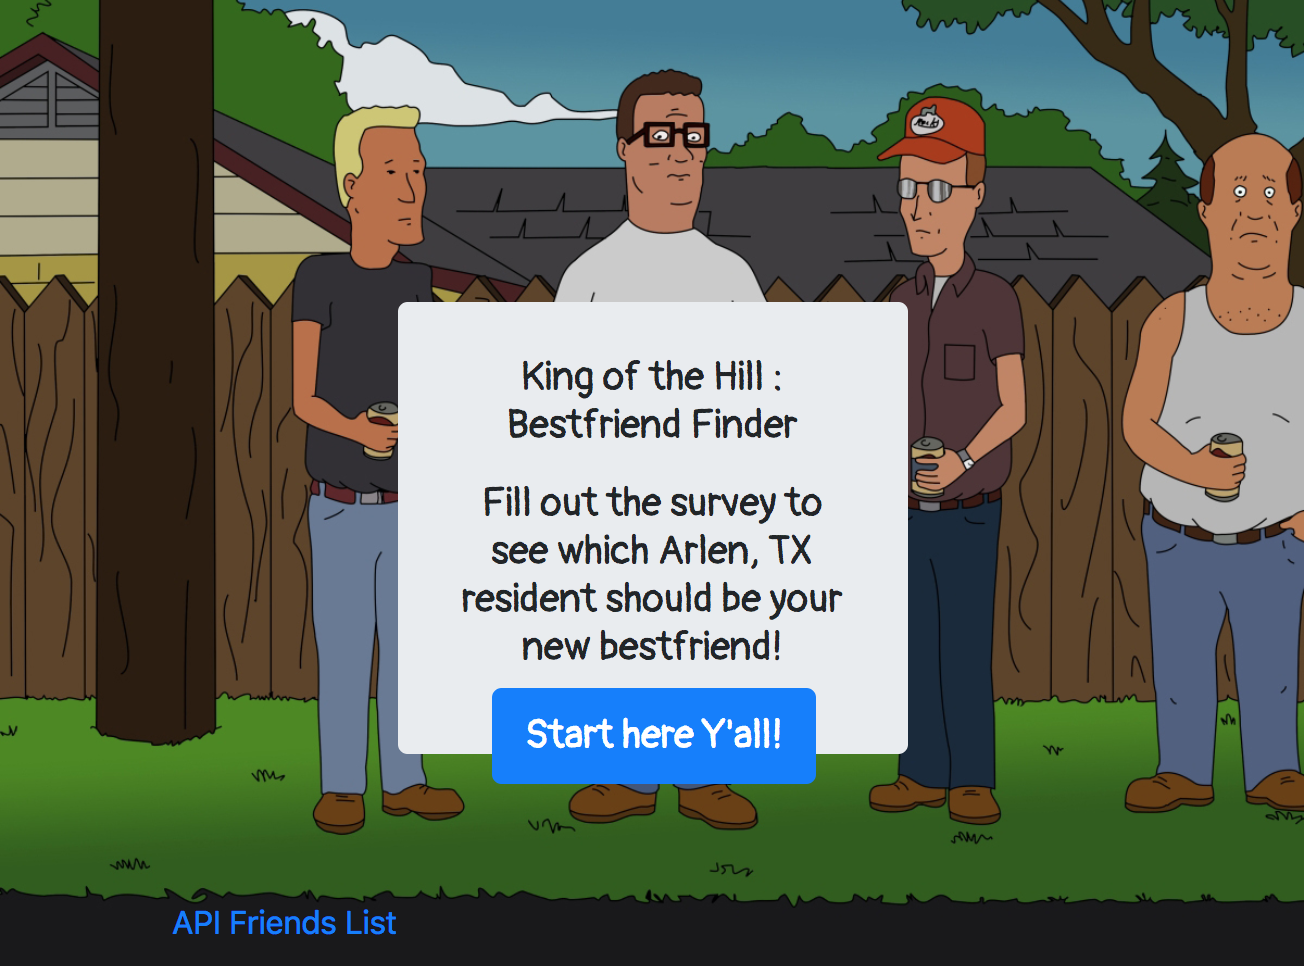 King of the Hill :
Bestfriend Finder
Fill out the survey to
see which Arlen, TX
resident should be your
new bestfriend!
Start here Y'all!
API Friends List